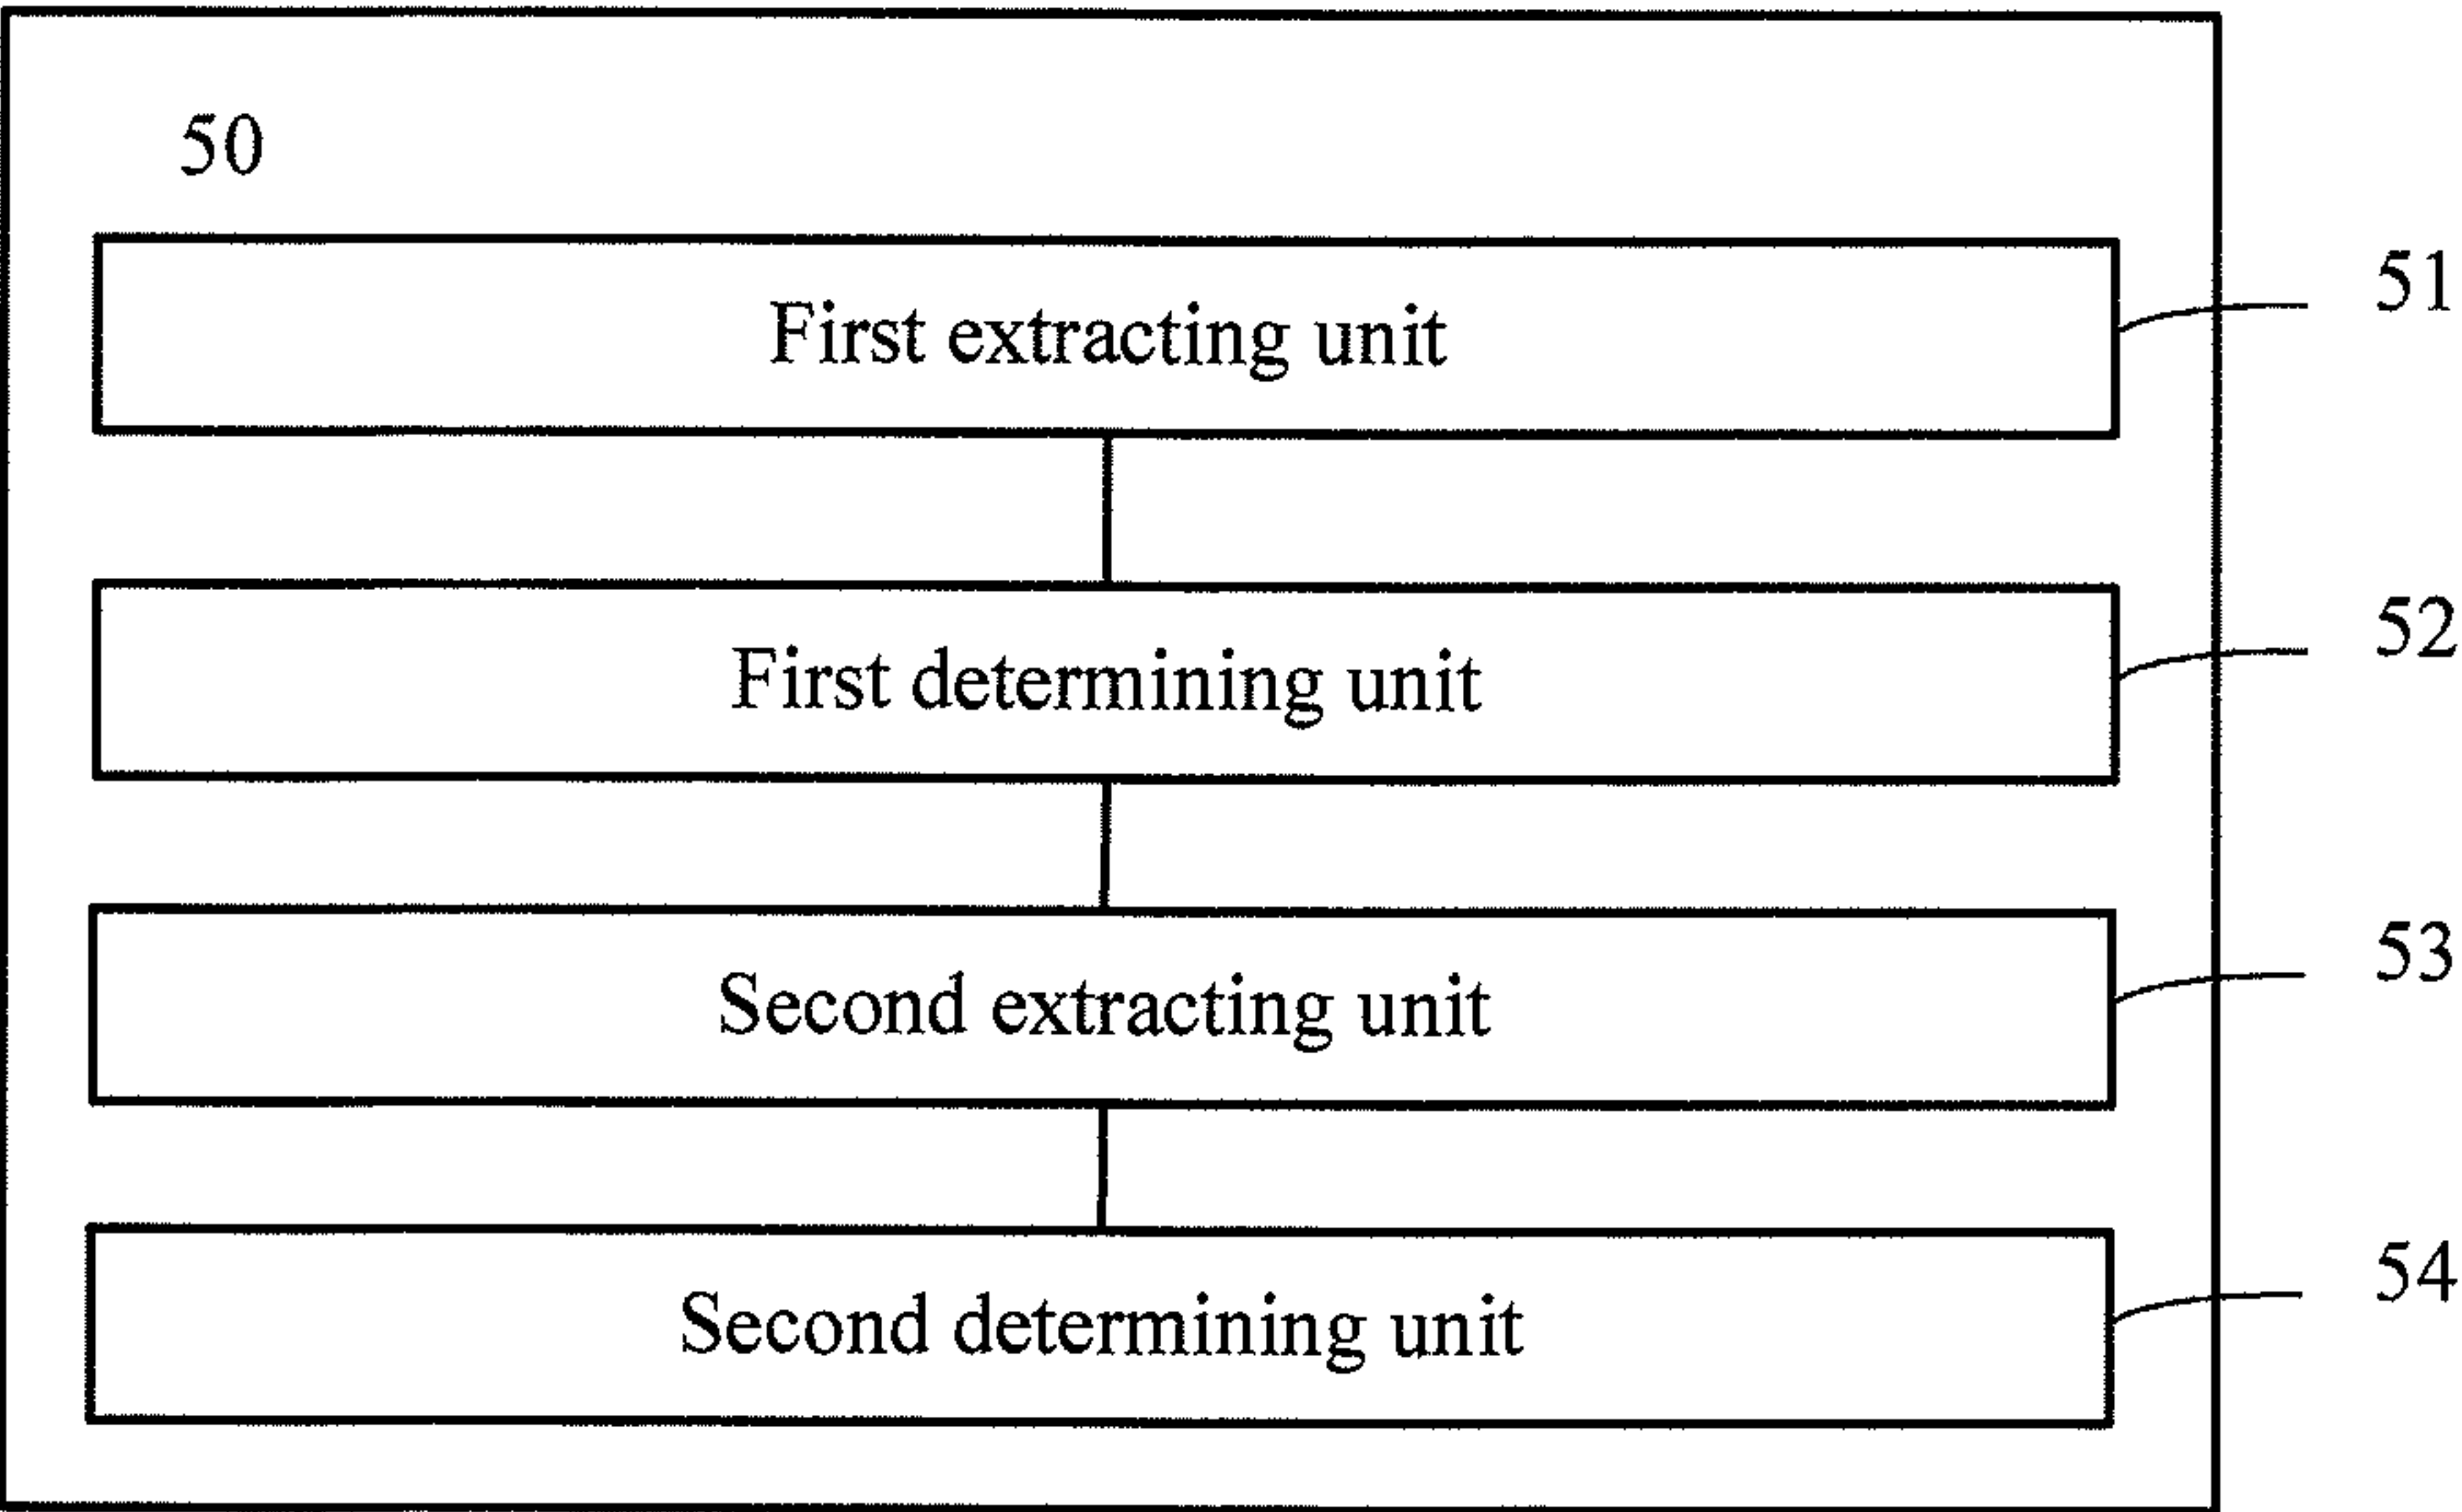 50
First extracting unit
51
First determining unit
52
Second extracting unit
53
Second determining unit
54